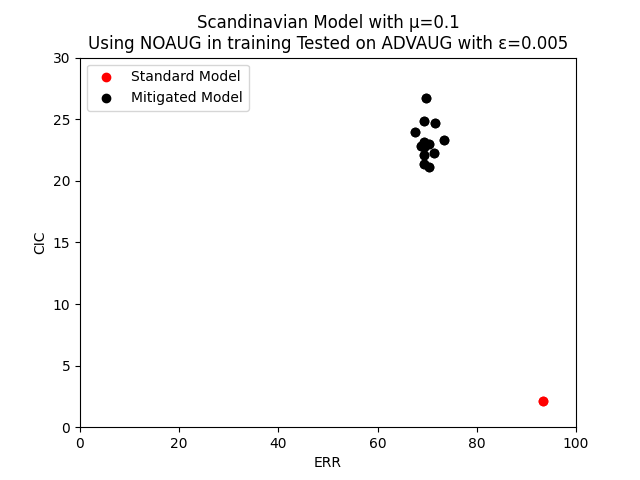 Scandinavian Model with μ=0.1
Using NOAUG in training Tested on ADVAUG with ε=0.005
Standard Model
Mitigated Model
30
25
20
15
10
5
0
CIC
0 20 40 60 80 100
ERR